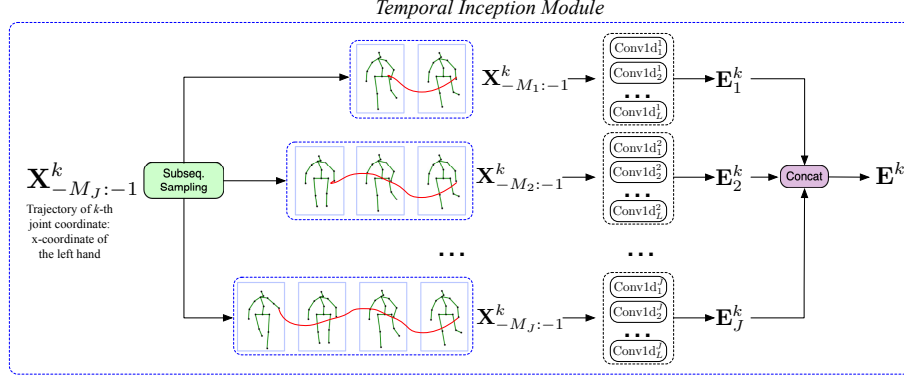 Temporal Inception Module
X^k_{-M_1:-1}
Conv1d^1_1
Conv1d^1_2
...
Conv1d^1_L
E^k_1
X^k_{-M_J:-1}
Trajectory of k-th
joint coordinate:
x-coordinate of
the left hand
Subseq.
Sampling
X^k_{-M_2:-1}
Conv1d^2_1
Conv1d^2_2
...
Conv1d^2_L
E^k_2
Concat
E^k
...
...
X^k_{-M_J:-1}
Conv1d^J_1
Conv1d^J_2
...
Conv1d^J_L
E^k_J